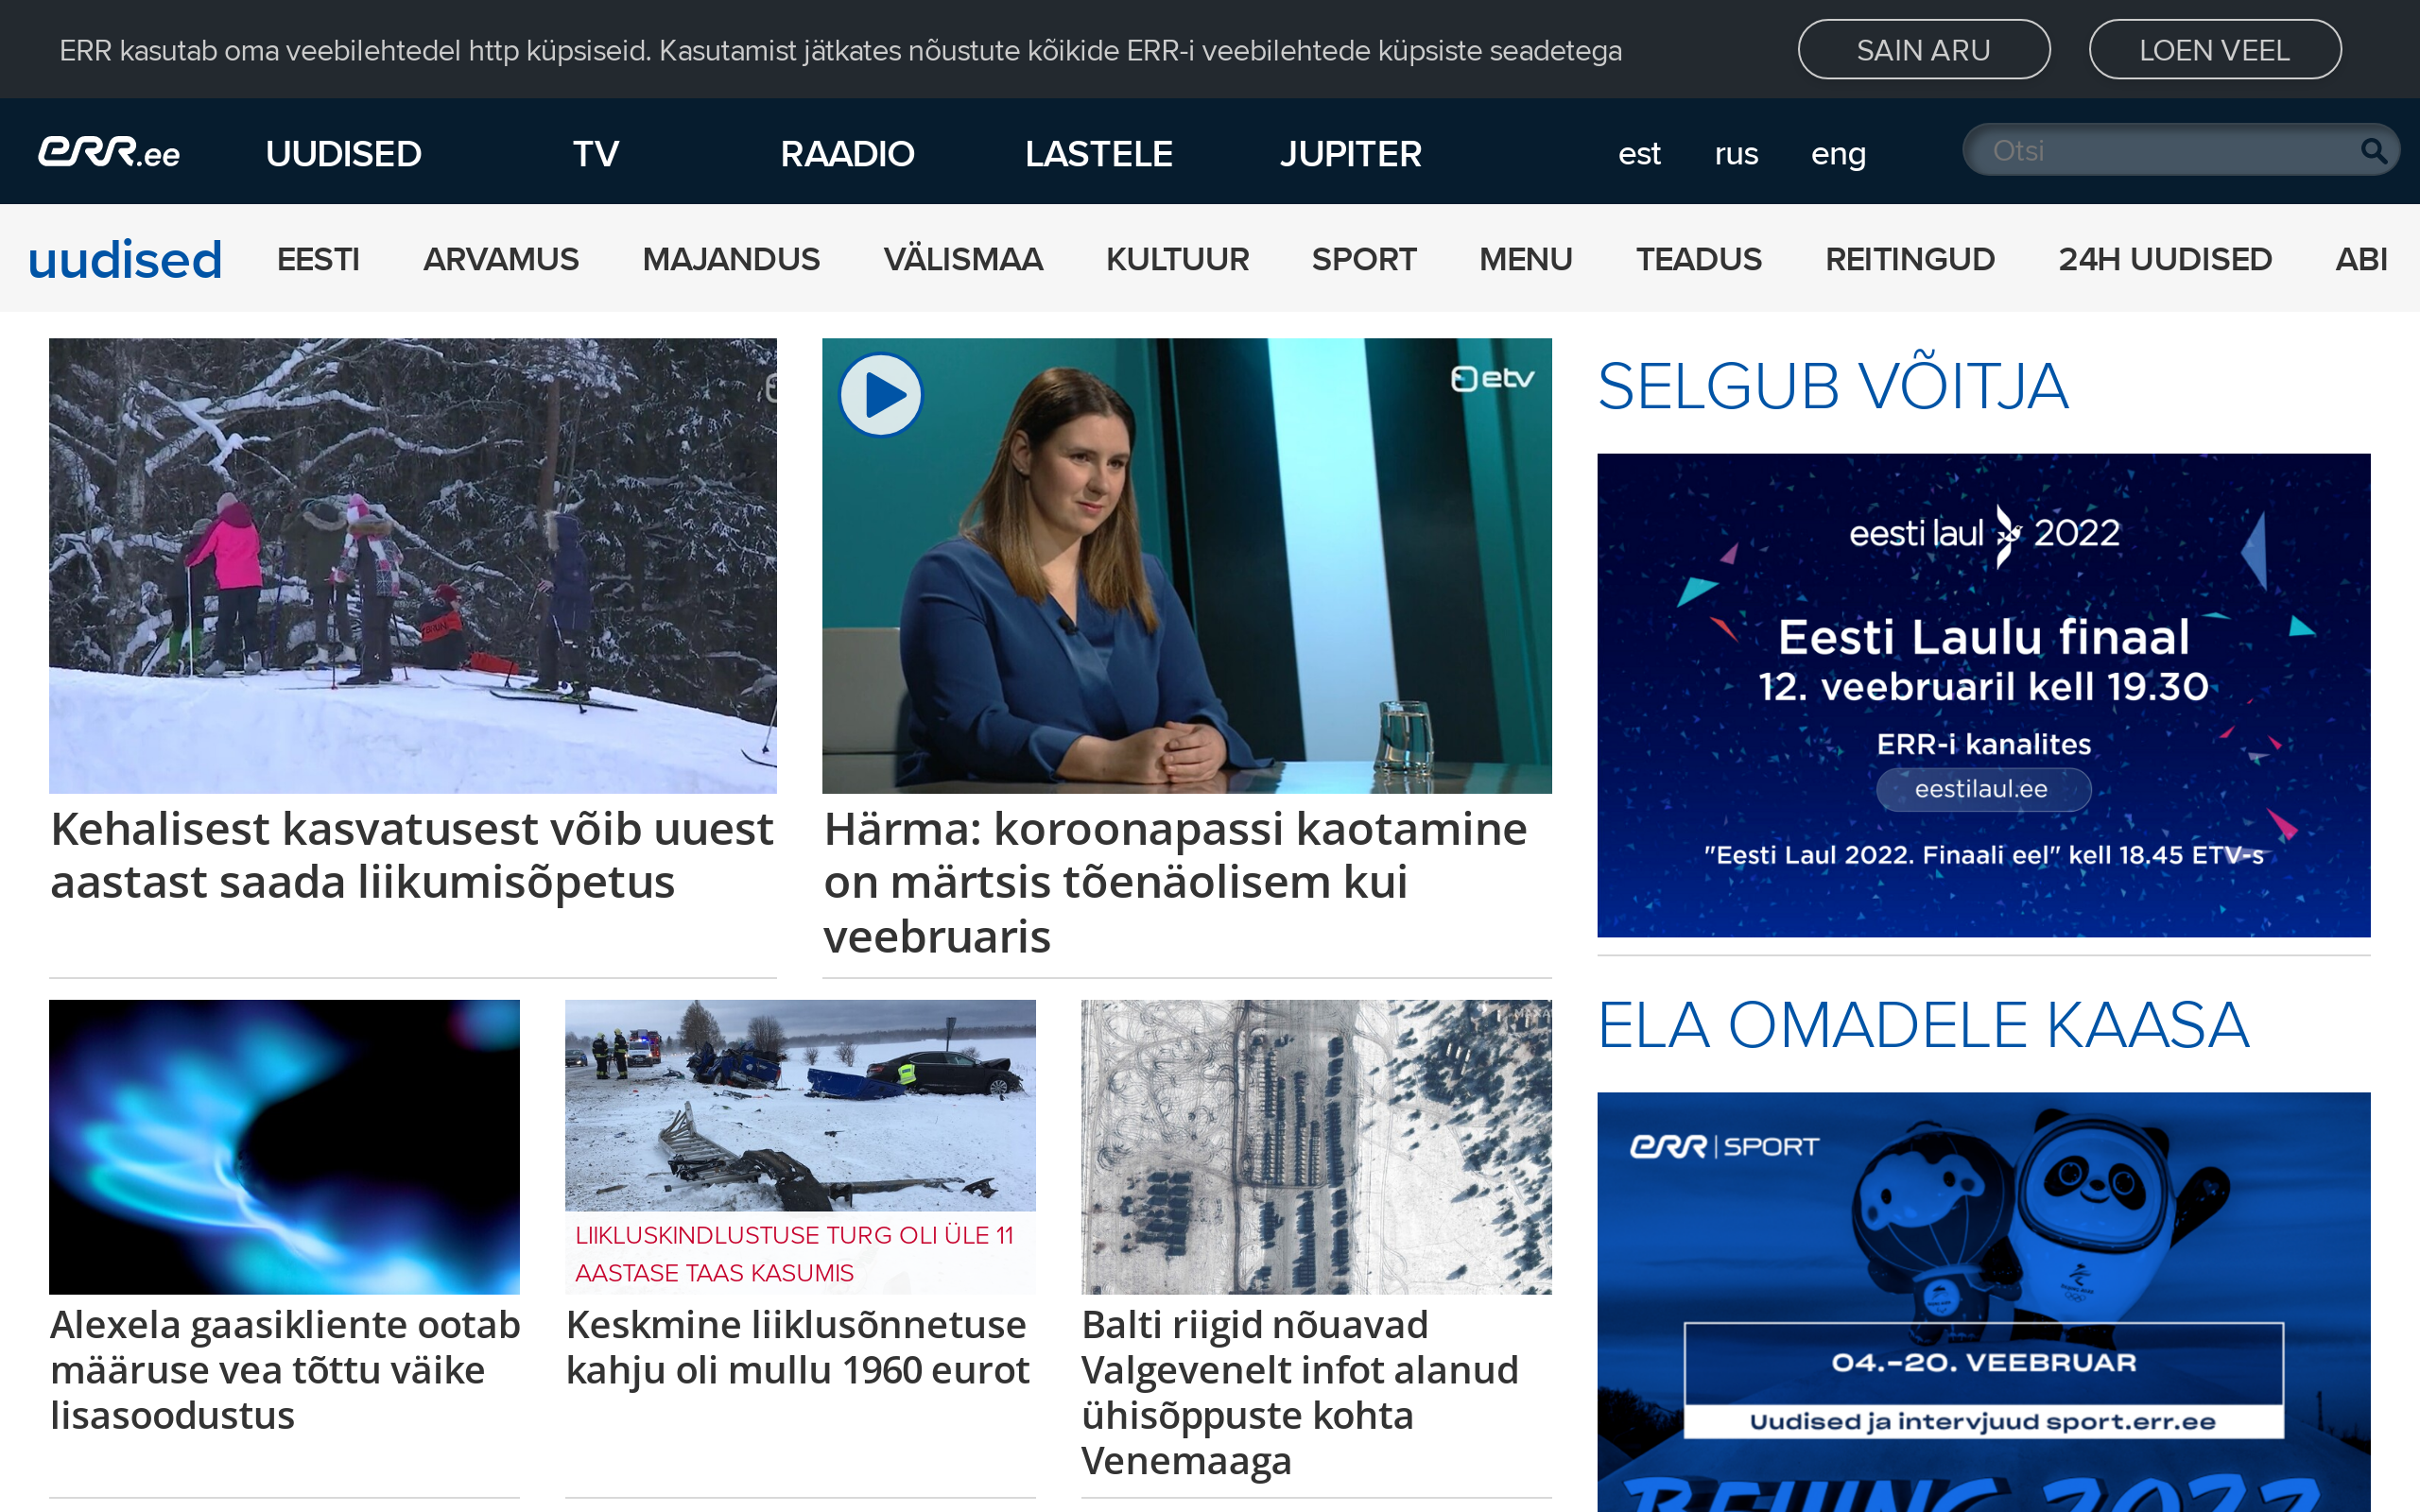 ERR kasutab oma veebilehtedel http küpsiseid. Kasutamist jätkates nõustute kõikide ERR-i veebilehtede küpsiste seadetega
SAIN ARU
LOEN VEEL
err.ee
UUDISED
TV
RAADIO
LASTELE
JUPITER
est
rus
eng
Otsi
uudised
EESTI
ARVAMUS
MAJANDUS
VÄLISMAA
KULTUUR
SPORT
MENU
TEADUS
REITINGUD
24H UUDISED
ABI
etv
Kehalisest kasvatusest võib uuest
aastast saada liikumisõpetus
Härma: koroonapassi kaotamine
on märtsis tõenäolisem kui
veebruaris
SELGUB VÕITJA
eesti laul 2022
Eesti Laulu finaal
12. veebruaril kell 19.30
ERR-i kanalites
eestilaul.ee
"Eesti Laul 2022. Finaali eel" kell 18.45 ETV-s
Alexela gaasikliente ootab
määruse vea tõttu väike
lisasoodustus
LIIKLUSKINDLUSTUSE TURG OLI ÜLE 11
AASTASE TAAS KASUMIS
Keskmine liiklusõnnetuse
kahju oli mullu 1960 eurot
Balti riigid nõuavad
Valgevenelt infot alanud
ühisõppuste kohta
Venemaaga
ELA OMADELE KAASA
err SPORT
04.–20. VEEBRUAR
Uudised ja intervjuud sport.err.ee
BEIJING 2022